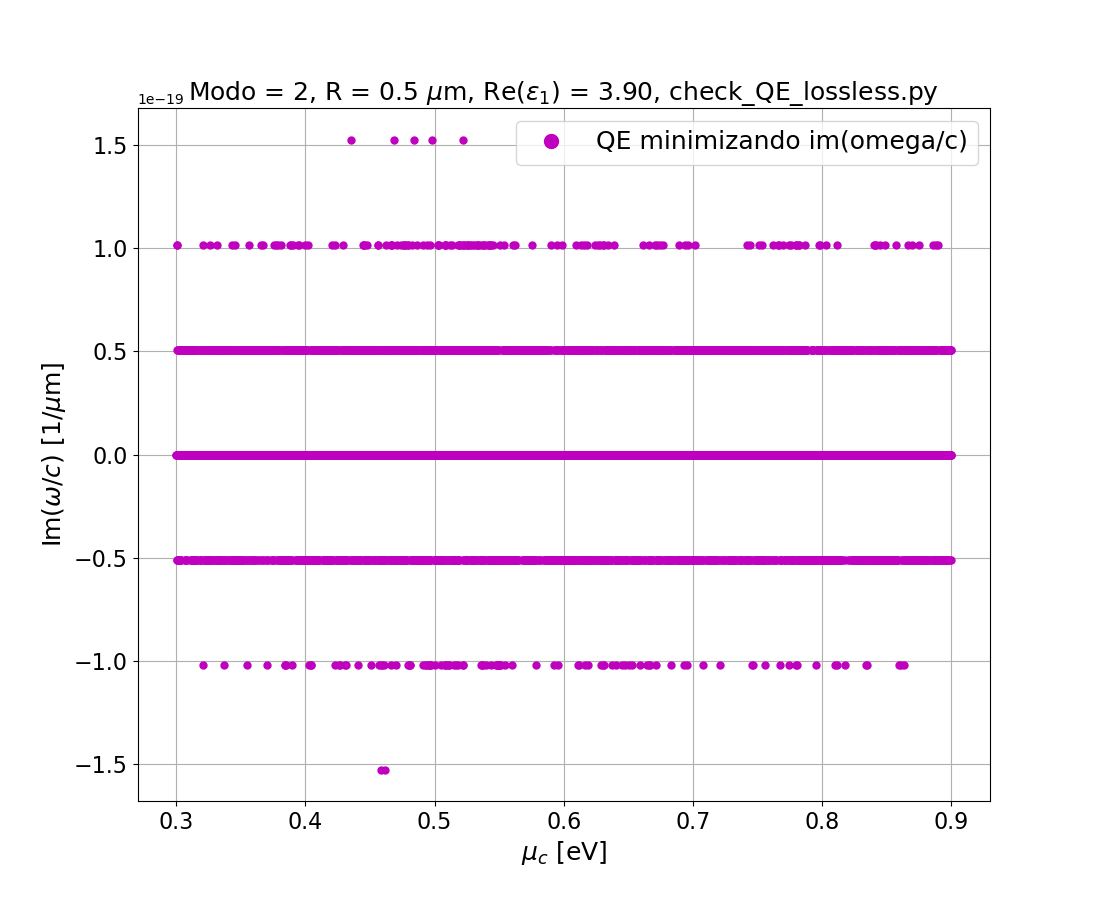 Modo = 2, R = 0.5 μm, Re(ε₁) = 3.90, check_QE_lossless.py
1e−19
QE minimizando im(omega/c)
1.5
1.0
0.5
0.0
−0.5
−1.0
−1.5
Im(ω/c) [1/μm]
0.3 0.4 0.5 0.6 0.7 0.8 0.9
μ_c [eV]